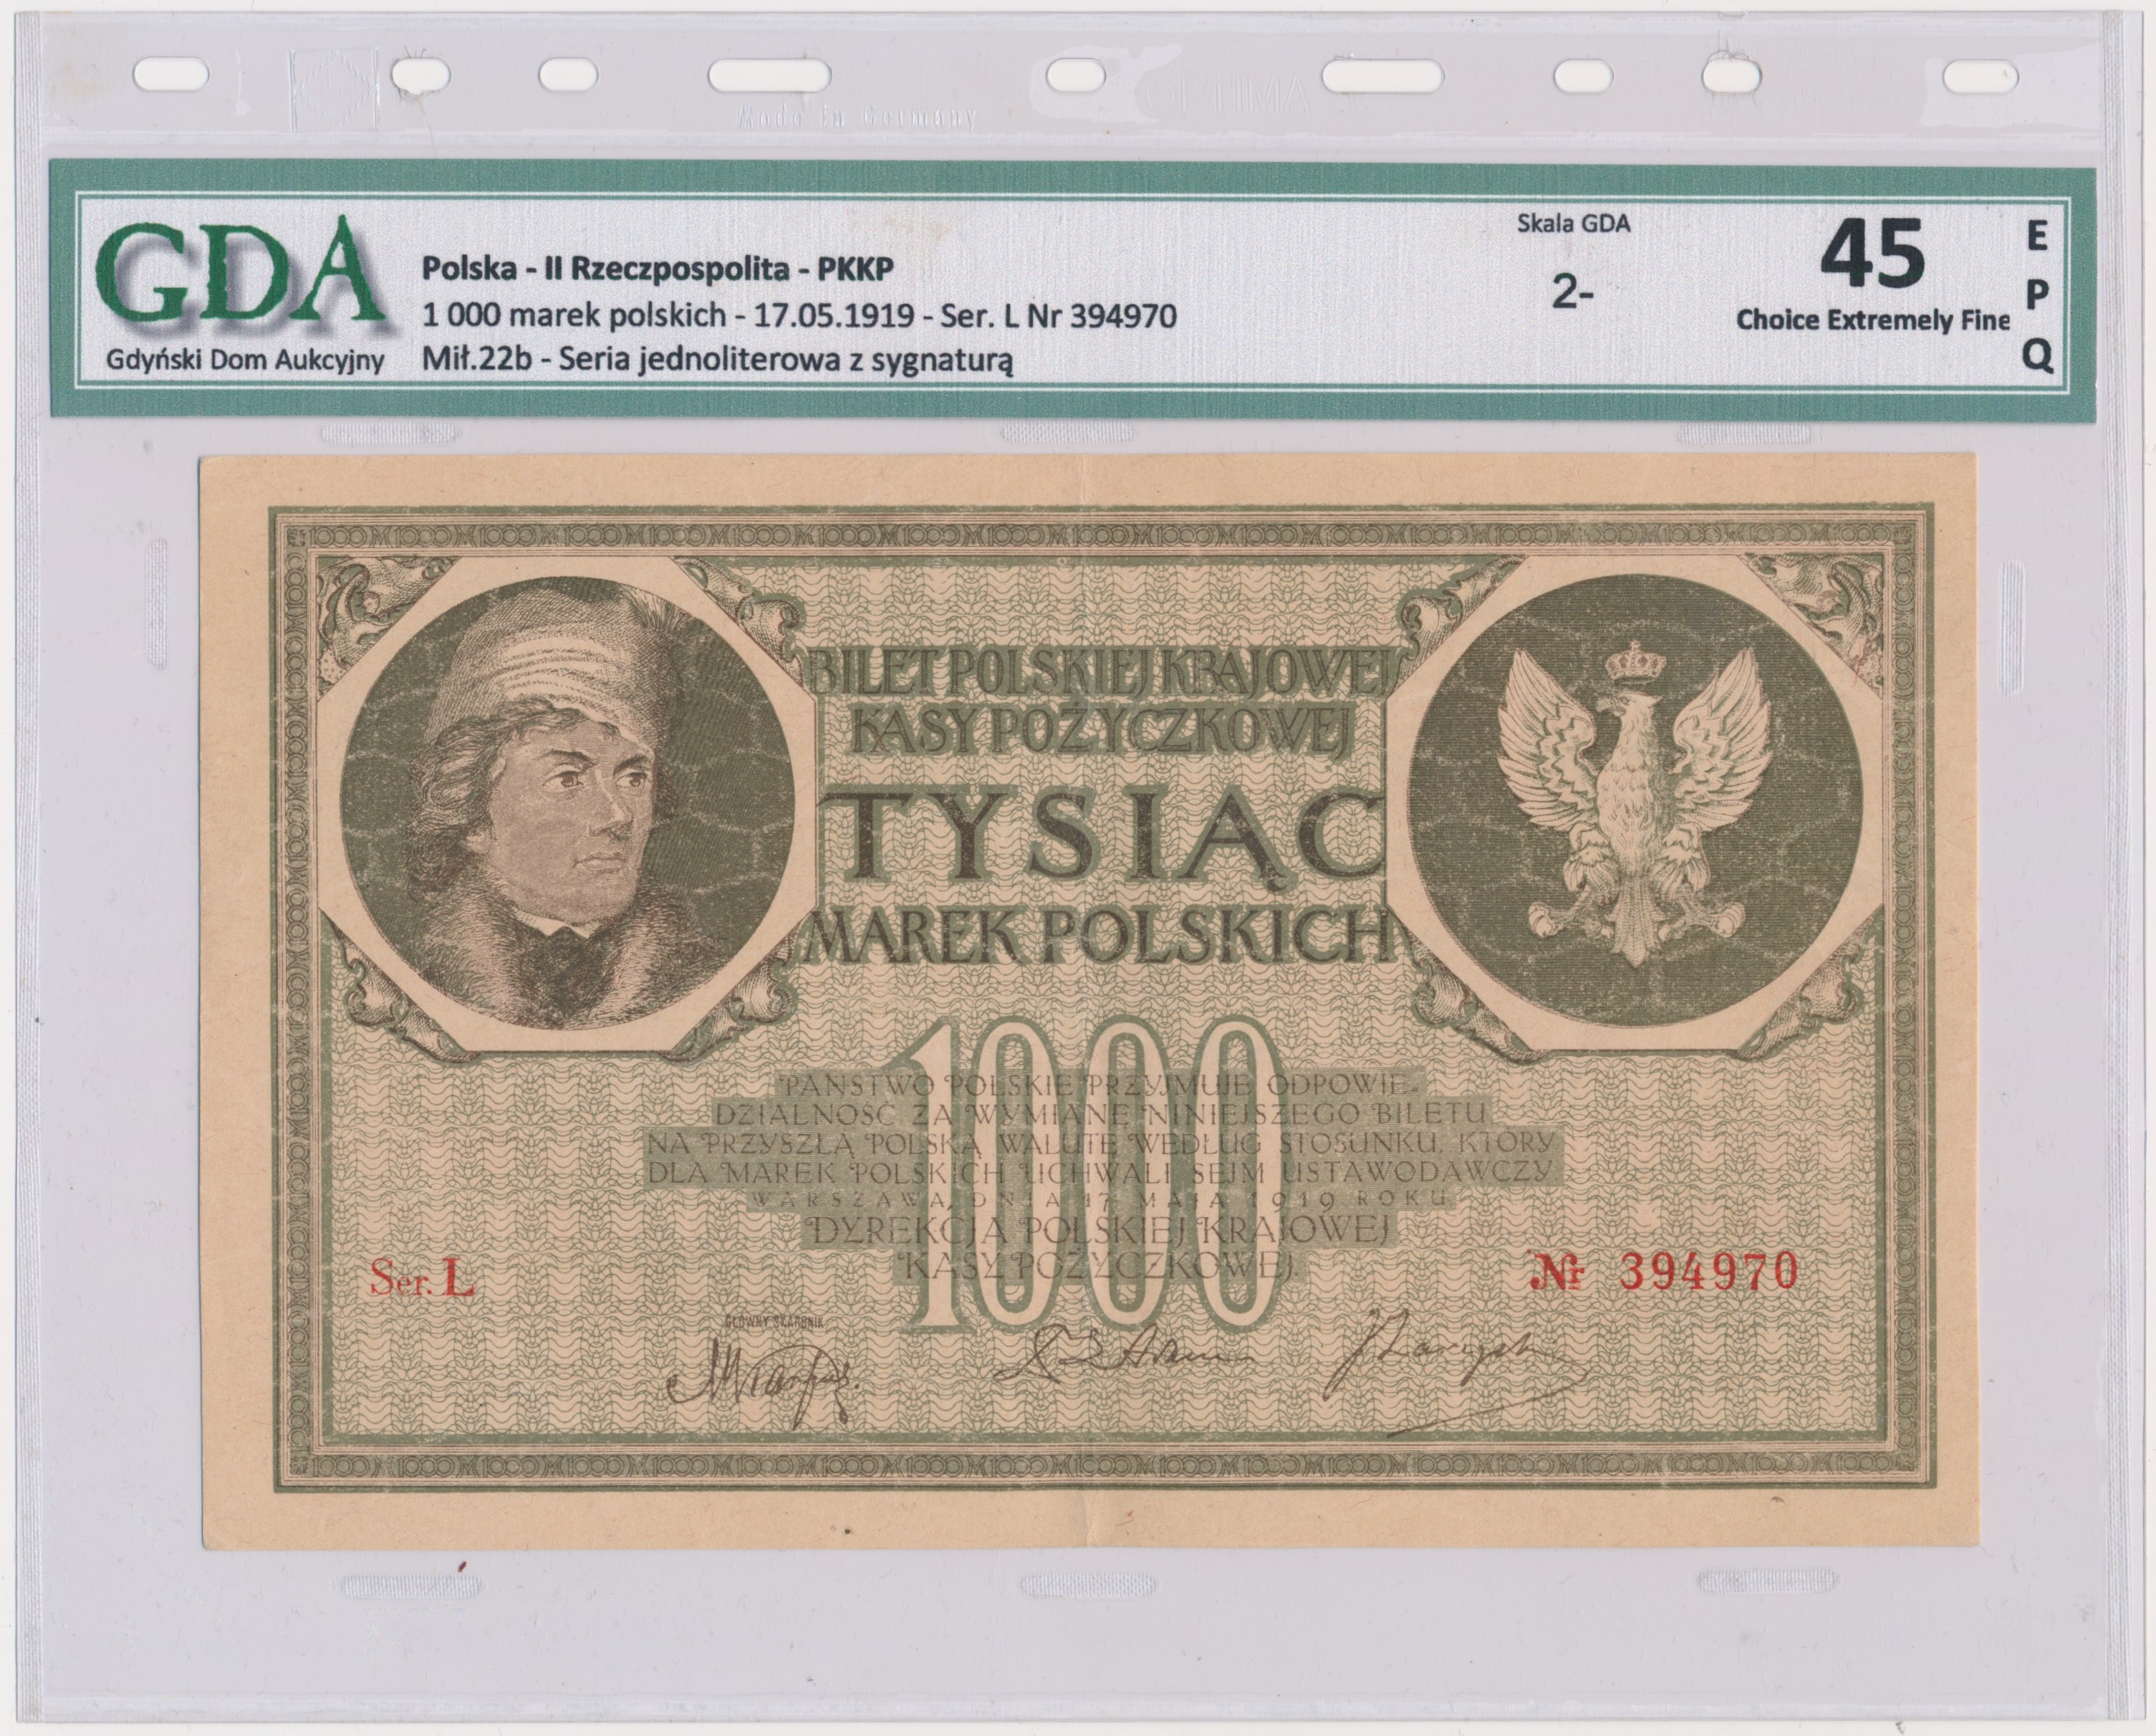 Made in Germany
OPTIMA
GDA
Gdyński Dom Aukcyjny
Polska - II Rzeczpospolita - PKKP
1 000 marek polskich - 17.05.1919 - Ser. L Nr 394970
Mił.22b - Seria jednoliterowa z sygnaturą
Skala GDA
2-
45
Choice Extremely Fine
E
P
Q
BILET POLSKIEJ KRAJOWEJ
KASY POŻYCZKOWEJ
TYSIĄC
MAREK POLSKICH
1000
PAŃSTWO POLSKIE PRZYJMUJE ODPOWIE-
DZIALNOŚĆ ZA WYMIANĘ NINIEJSZEGO BILETU
NA PRZYSZŁĄ POLSKĄ WALUTĘ WEDŁUG STOSUNKU, KTÓRY
DLA MAREK POLSKICH UCHWALI SEJM USTAWODAWCZY
WARSZAWA, DNIA 17 MAJA 1919 ROKU
DYREKCJA POLSKIEJ KRAJOWEJ
KASY POŻYCZKOWEJ.
Ser. L
Nr 394970
GŁÓWNY SKARBNIK